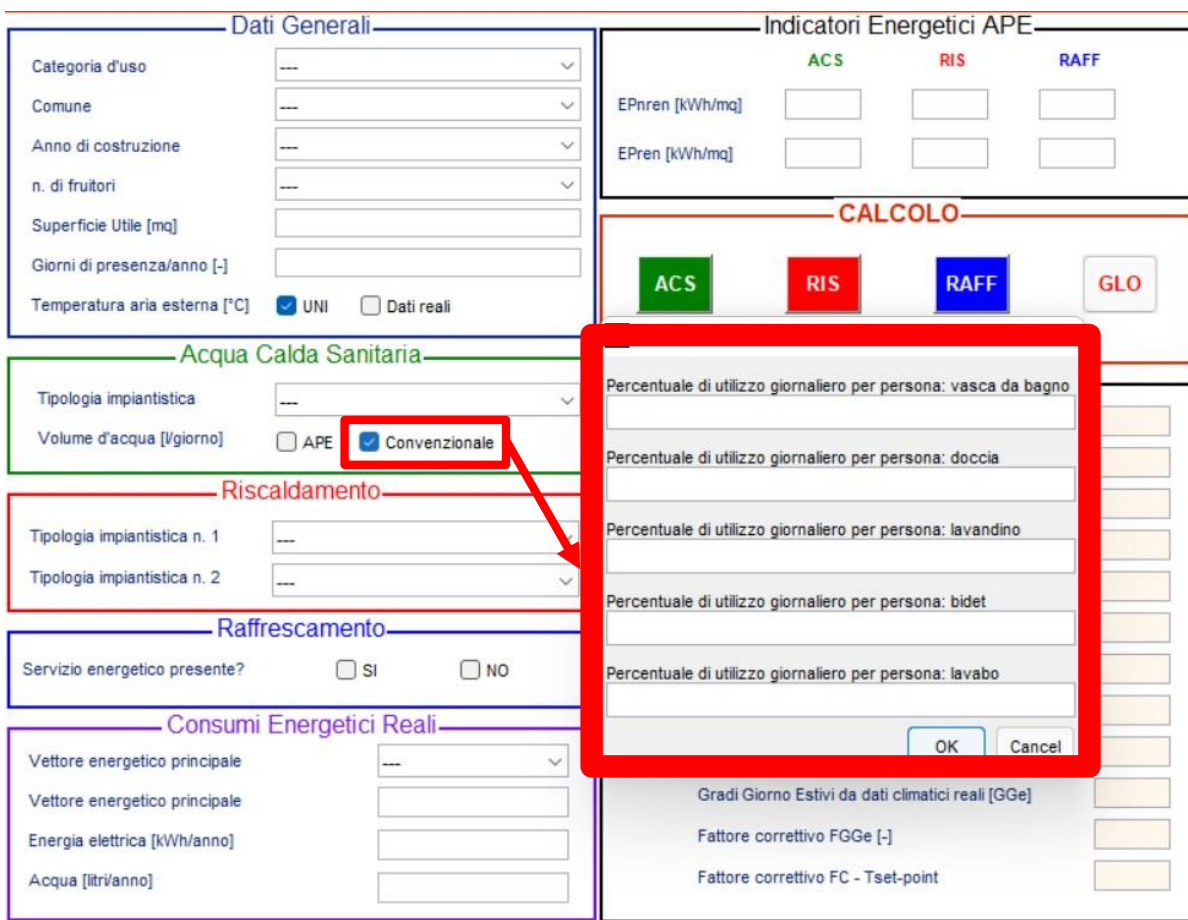 Dati Generali
Categoria d'uso ---
Comune ---
Anno di costruzione ---
n. di fruitori ---
Superficie Utile [mq]
Giorni di presenza/anno [-]
Temperatura aria esterna [°C] UNI Dati reali
Acqua Calda Sanitaria
Tipologia impiantistica ---
Volume d'acqua [l/giorno] APE Convenzionale
Riscaldamento
Tipologia impiantistica n. 1 ---
Tipologia impiantistica n. 2 ---
Raffrescamento
Servizio energetico presente? SI NO
Consumi Energetici Reali
Vettore energetico principale ---
Vettore energetico principale
Energia elettrica [kWh/anno]
Acqua [litri/anno]
Indicatori Energetici APE
ACS RIS RAFF
EPnren [kWh/mq]
EPren [kWh/mq]
CALCOLO
ACS RIS RAFF GLO
Percentuale di utilizzo giornaliero per persona: vasca da bagno
Percentuale di utilizzo giornaliero per persona: doccia
Percentuale di utilizzo giornaliero per persona: lavandino
Percentuale di utilizzo giornaliero per persona: bidet
Percentuale di utilizzo giornaliero per persona: lavabo
OK Cancel
Gradi Giorno Estivi da dati climatici reali [GGe]
Fattore correttivo FGGe [-]
Fattore correttivo FC - Tset-point